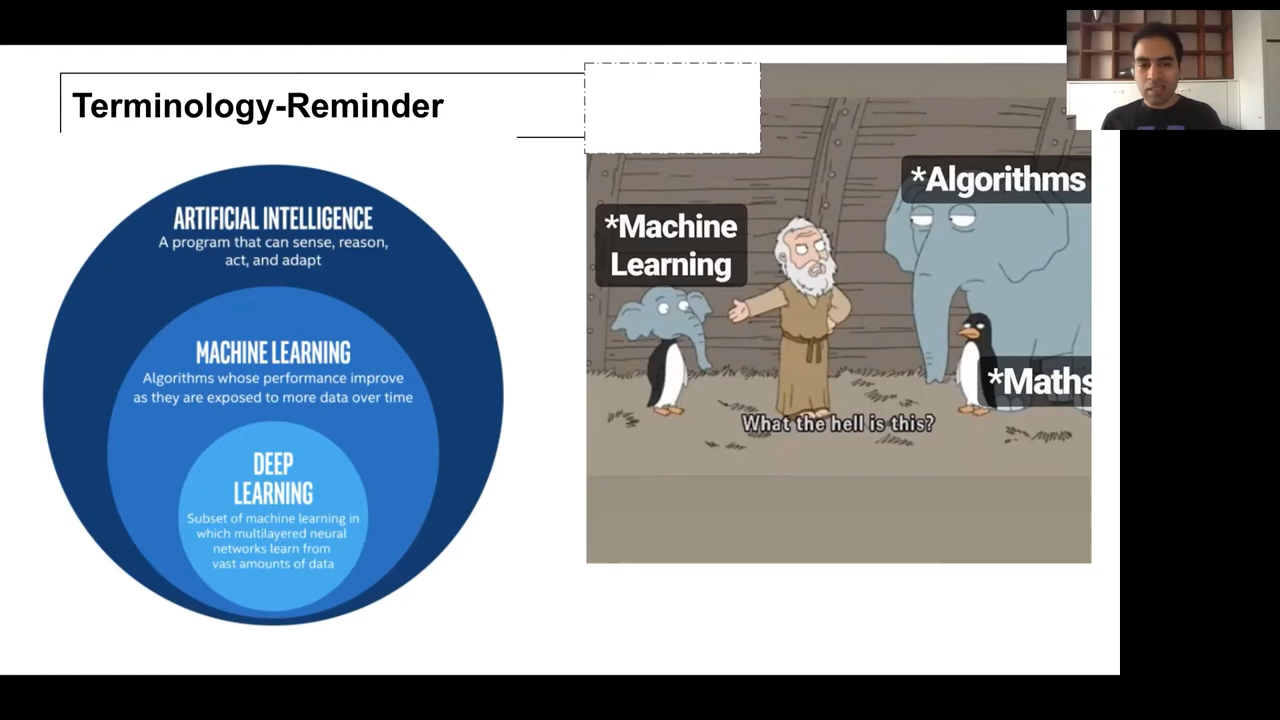 Terminology-Reminder
ARTIFICIAL INTELLIGENCE
A program that can sense, reason,
act, and adapt
MACHINE LEARNING
Algorithms whose performance improve
as they are exposed to more data over time
DEEP
LEARNING
Subset of machine learning in
which multilayered neural
networks learn from
vast amounts of data
*Machine
Learning
*Algorithms
*Maths
What the hell is this?